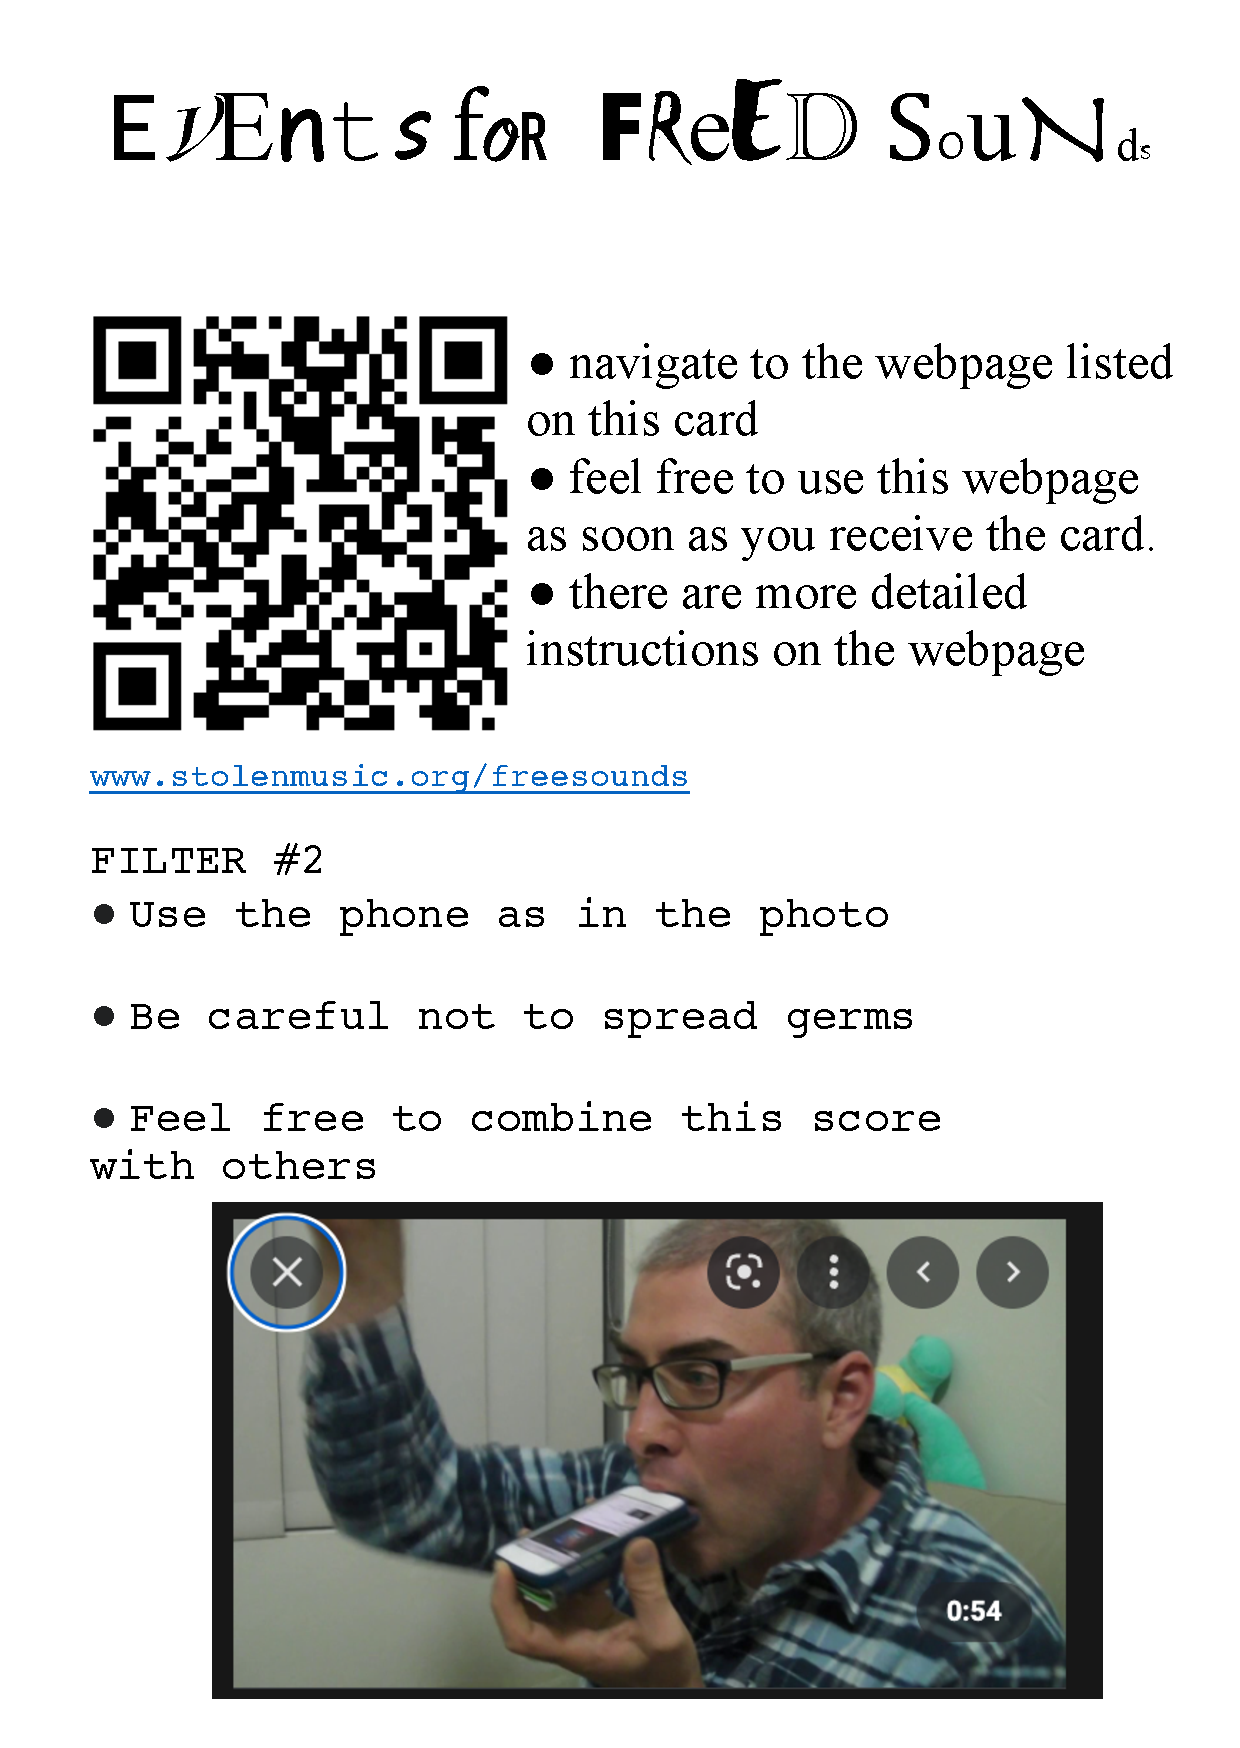 EVEntS foR FReED SouNds
● navigate to the webpage listed
on this card
● feel free to use this webpage
as soon as you receive the card.
● there are more detailed
instructions on the webpage
www.stolenmusic.org/freesounds
FILTER #2
● Use the phone as in the photo
● Be careful not to spread germs
● Feel free to combine this score
with others
0:54